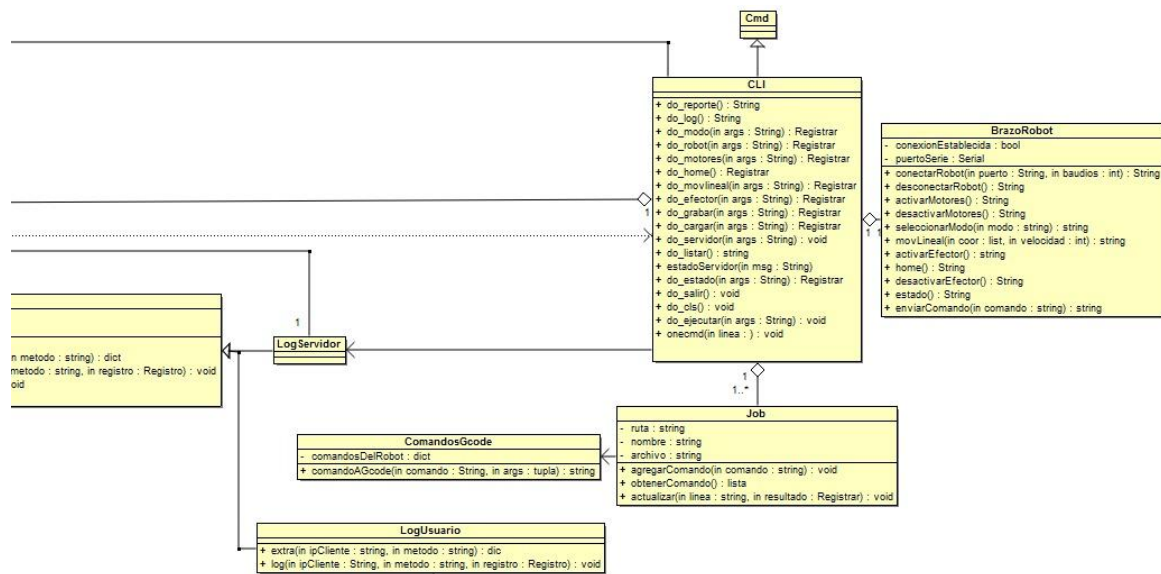 Cmd
CLI
+ do_reporte() : String
+ do_log() : String
+ do_modo(in args : String) : Registrar
+ do_robot(in args : String) : Registrar
+ do_motores(in args : String) : Registrar
+ do_home() : Registrar
+ do_movlineal(in args : String) : Registrar
+ do_efector(in args : String) : Registrar
+ do_grabar(in args : String) : Registrar
+ do_cargar(in args : String) : Registrar
+ do_servidor(in args : String) : void
+ do_listar() : string
+ estadoServidor(in msg : String)
+ do_estado(in args : String) : Registrar
+ do_salir() : void
+ do_cls() : void
+ do_ejecutar(in args : String) : void
+ onecmd(in linea : ) : void
BrazoRobot
- conexionEstablecida : bool
- puertoSerie : Serial
+ conectarRobot(in puerto : String, in baudios : int) : String
+ desconectarRobot() : String
+ activarMotores() : String
+ desactivarMotores() : String
+ seleccionarModo(in modo : string) : string
+ movLineal(in coor : list, in velocidad : int) : string
+ activarEfector() : string
+ home() : String
+ desactivarEfector() : String
+ estado() : String
+ enviarComando(in comando : string) : string
1
1 1
1
LogServidor
in metodo : string) : dict
metodo : string, in registro : Registro) : void
oid
1
1..*
Job
- ruta : string
- nombre : string
- archivo : string
+ agregarComando(in comando : string) : void
+ obtenerComando() : lista
+ actualizar(in linea : string, in resultado : Registrar) : void
ComandosGcode
- comandosDelRobot : dict
+ comandoAGcode(in comando : String, in args : tupla) : string
LogUsuario
+ extra(in ipCliente : string, in metodo : string) : dic
+ log(in ipCliente : String, in metodo : string, in registro : Registro) : void